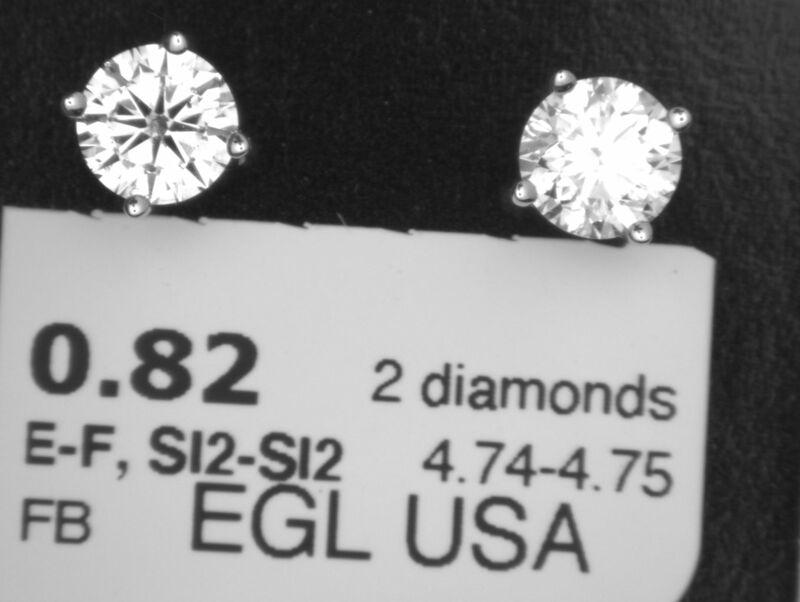 0.82 2 diamonds
E-F, SI2-SI2 4.74-4.75
FB EGL USA